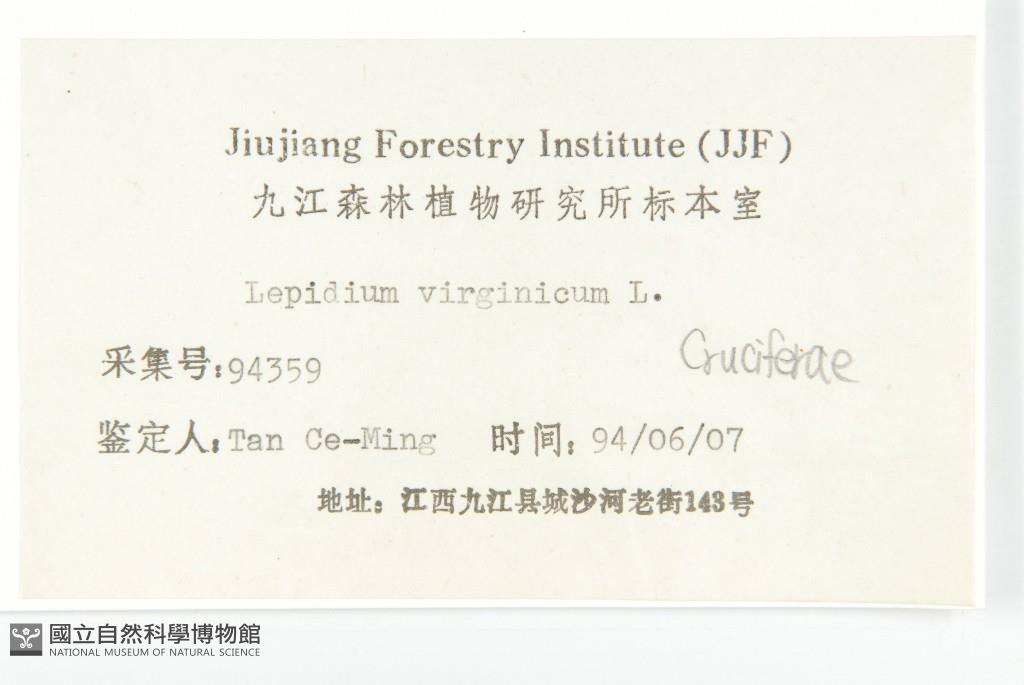 Jiujiang Forestry Institute (JJF)
九江森林植物研究所标本室
Lepidium virginicum L.
Cruciferae
采集号:94359
鉴定人:Tan Ce-Ming 时间:94/06/07
地址:江西九江县城沙河老街143号
國立自然科學博物館
NATIONAL MUSEUM OF NATURAL SCIENCE